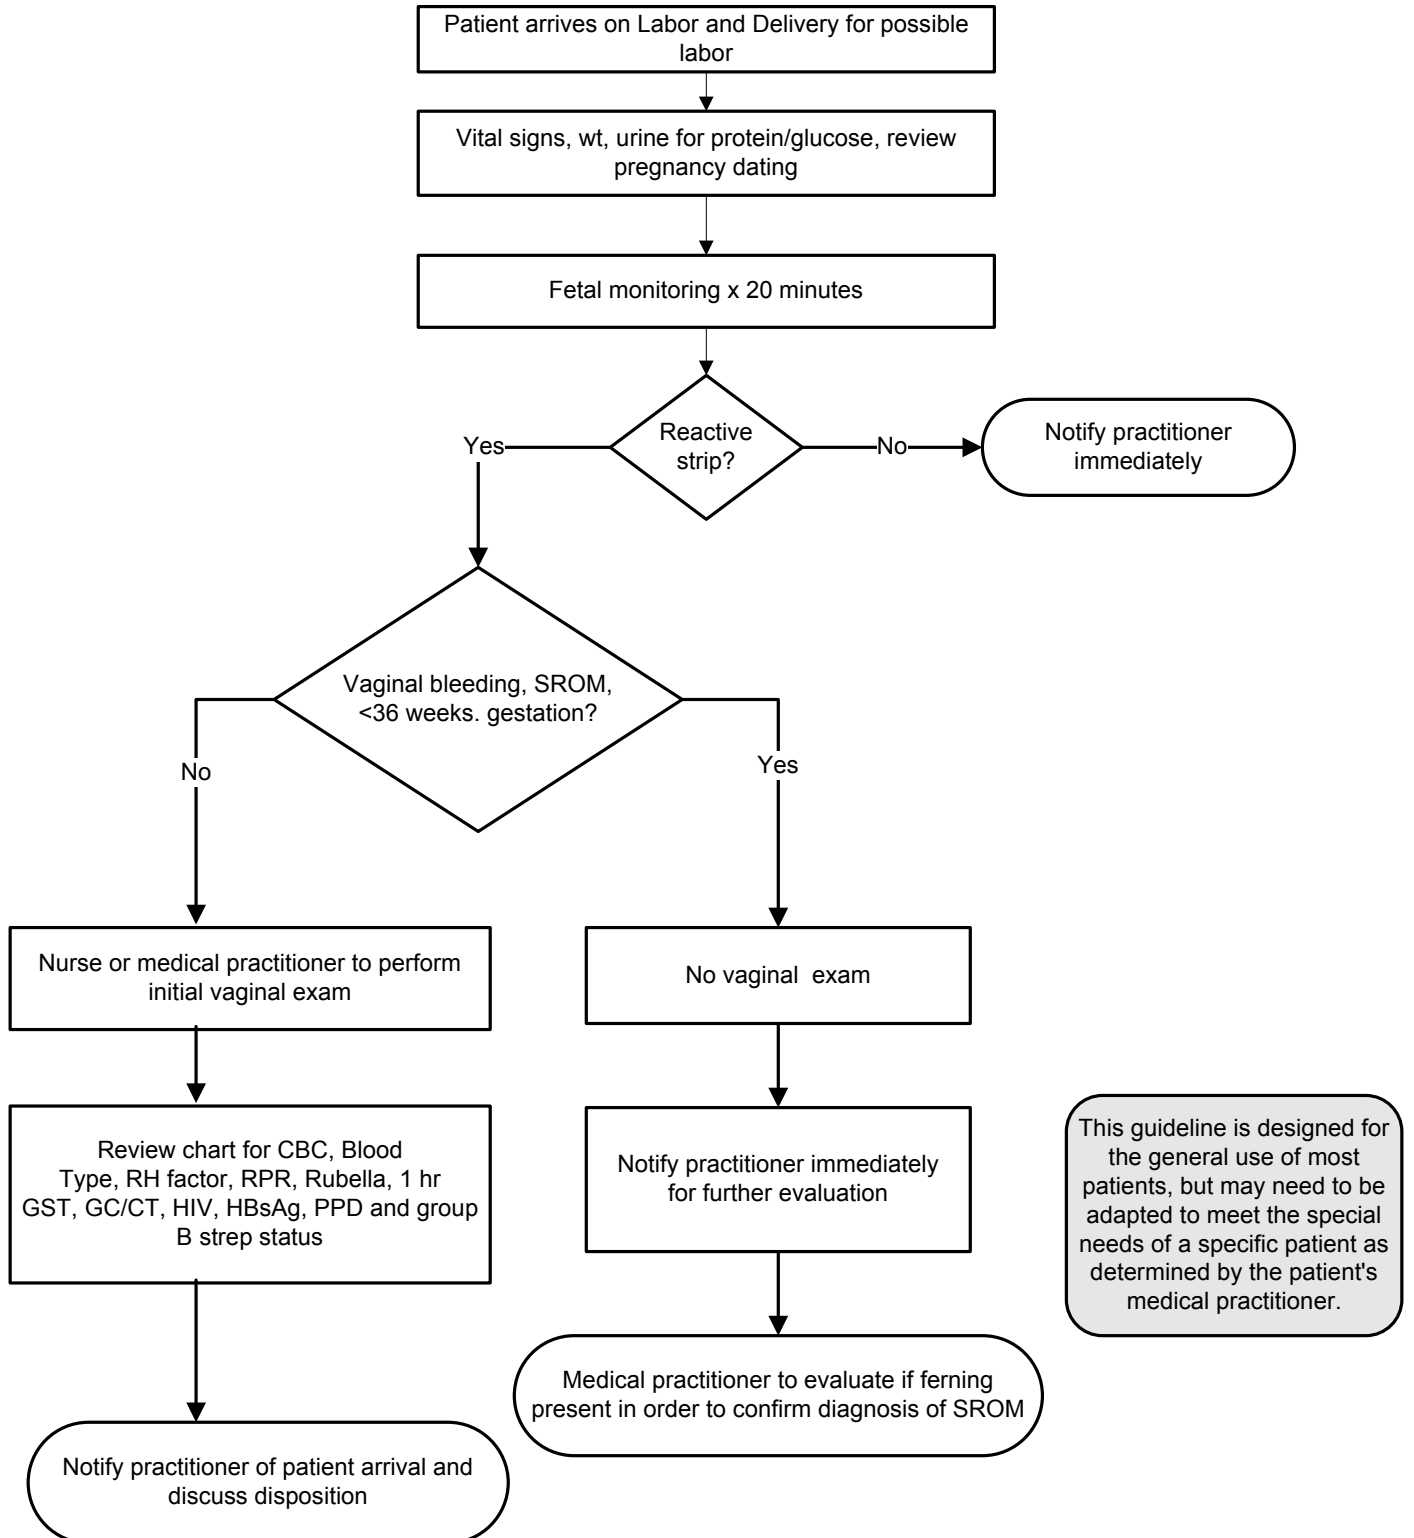 Patient arrives on Labor and Delivery for possible
labor
Vital signs, wt, urine for protein/glucose, review
pregnancy dating
Fetal monitoring x 20 minutes
Reactive
strip?
Yes
No
Notify practitioner
immediately
Vaginal bleeding, SROM,
<36 weeks. gestation?
No
Yes
Nurse or medical practitioner to perform
initial vaginal exam
No vaginal exam
Review chart for CBC, Blood
Type, RH factor, RPR, Rubella, 1 hr
GST, GC/CT, HIV, HBsAg, PPD and group
B strep status
Notify practitioner immediately
for further evaluation
This guideline is designed for
the general use of most
patients, but may need to be
adapted to meet the special
needs of a specific patient as
determined by the patient's
medical practitioner.
Medical practitioner to evaluate if ferning
present in order to confirm diagnosis of SROM
Notify practitioner of patient arrival and
discuss disposition